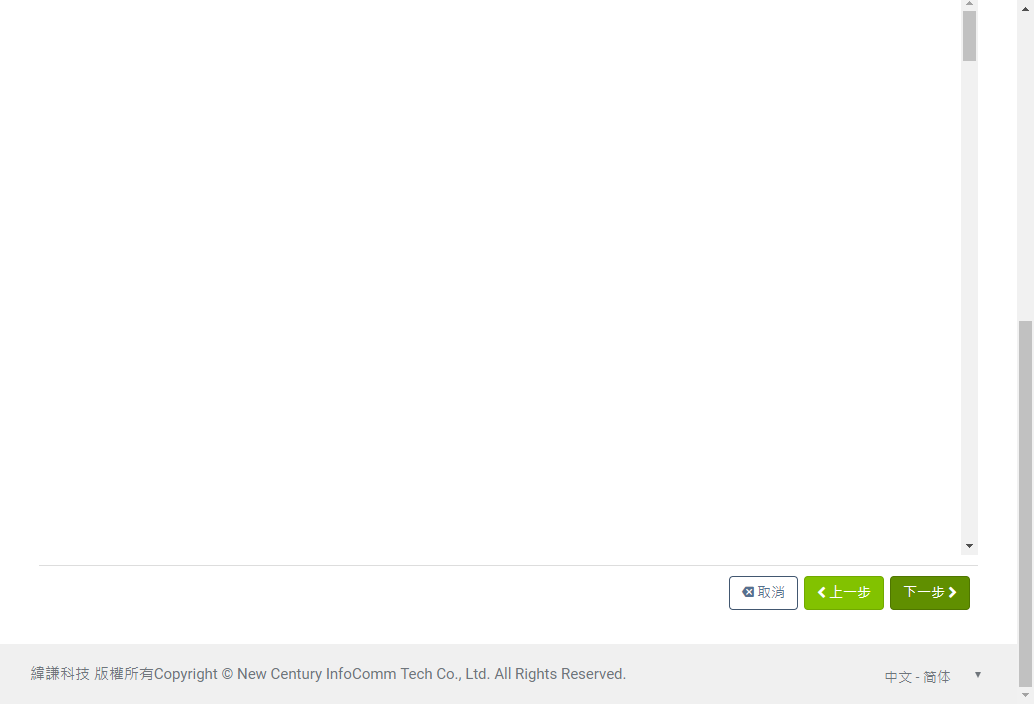 取消
上一步
下一步
緯謙科技 版權所有Copyright © New Century InfoComm Tech Co., Ltd. All Rights Reserved.
中文 - 简体